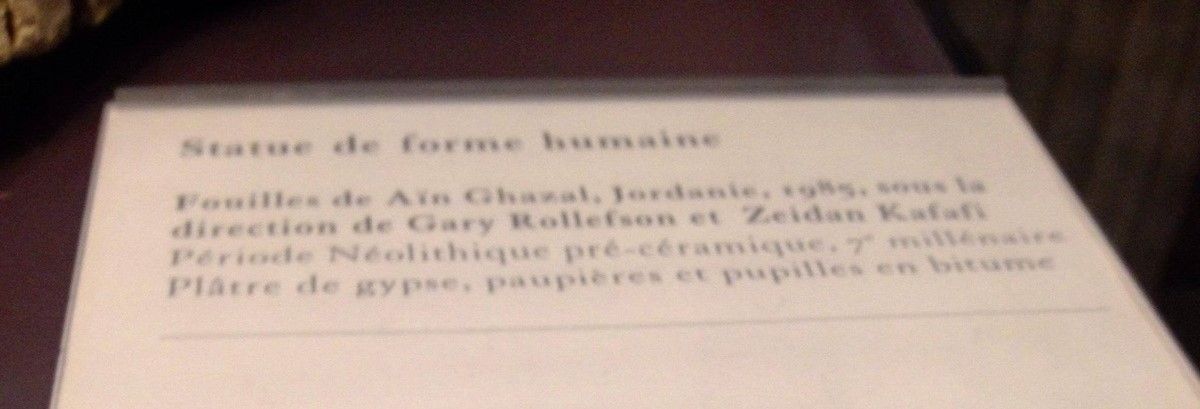 Statue de forme humaine
Fouilles de Aïn Ghazal, Jordanie, 1985, sous la
direction de Gary Rollefson et Zeidan Kafafi
Période Néolithique pré-céramique, 7e millénaire
Plâtre de gypse, paupières et pupilles en bitume